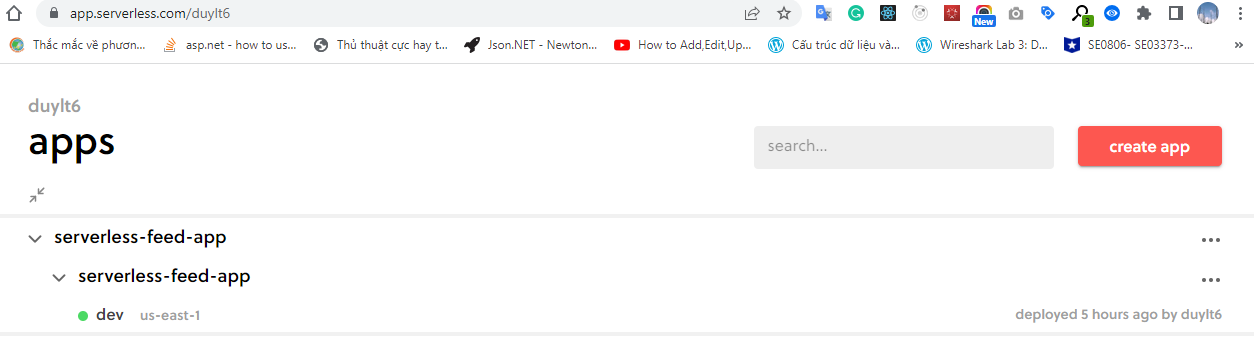 app.serverless.com/duylt6
New
3
Thắc mắc về phươn...
asp.net - how to us...
Thủ thuật cực hay t...
Json.NET - Newton...
How to Add,Edit,Up...
Cấu trúc dữ liệu và...
Wireshark Lab 3: D...
SE0806- SE03373-...
»
duylt6
apps
search...
create app
serverless-feed-app
serverless-feed-app
dev us-east-1 deployed 5 hours ago by duylt6